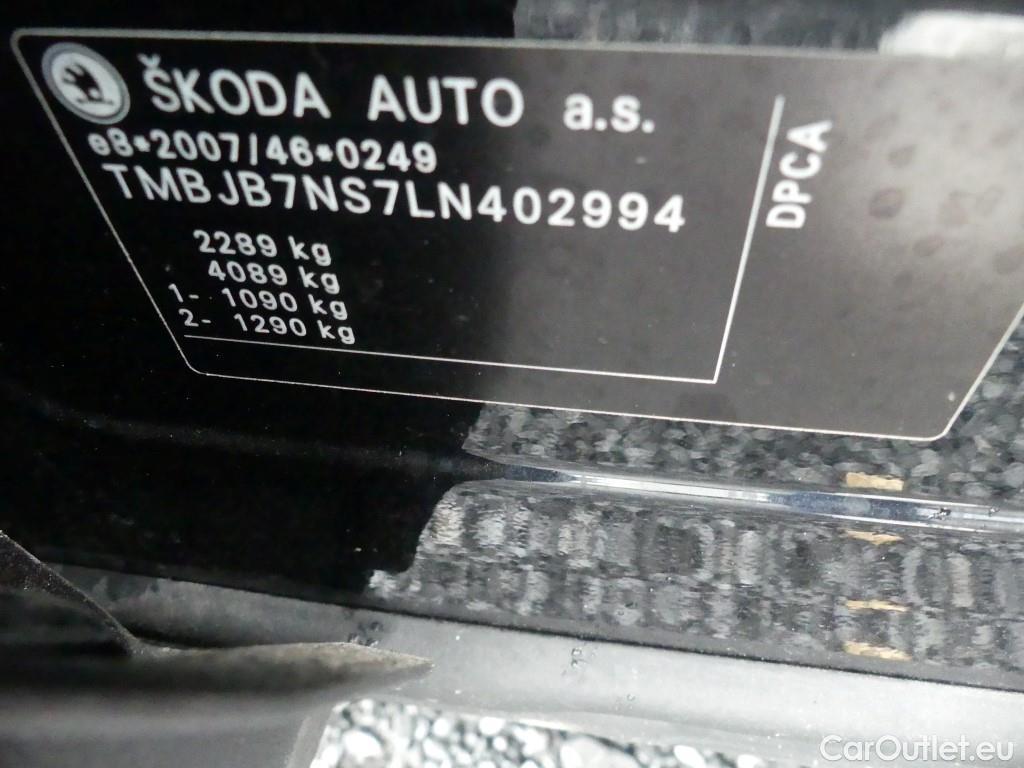 ŠKODA AUTO a.s.
e8*2007/46*0249
TMBJB7NS7LN402994
2289 kg
4089 kg
1- 1090 kg
2- 1290 kg
DPCA
CarOutlet.eu